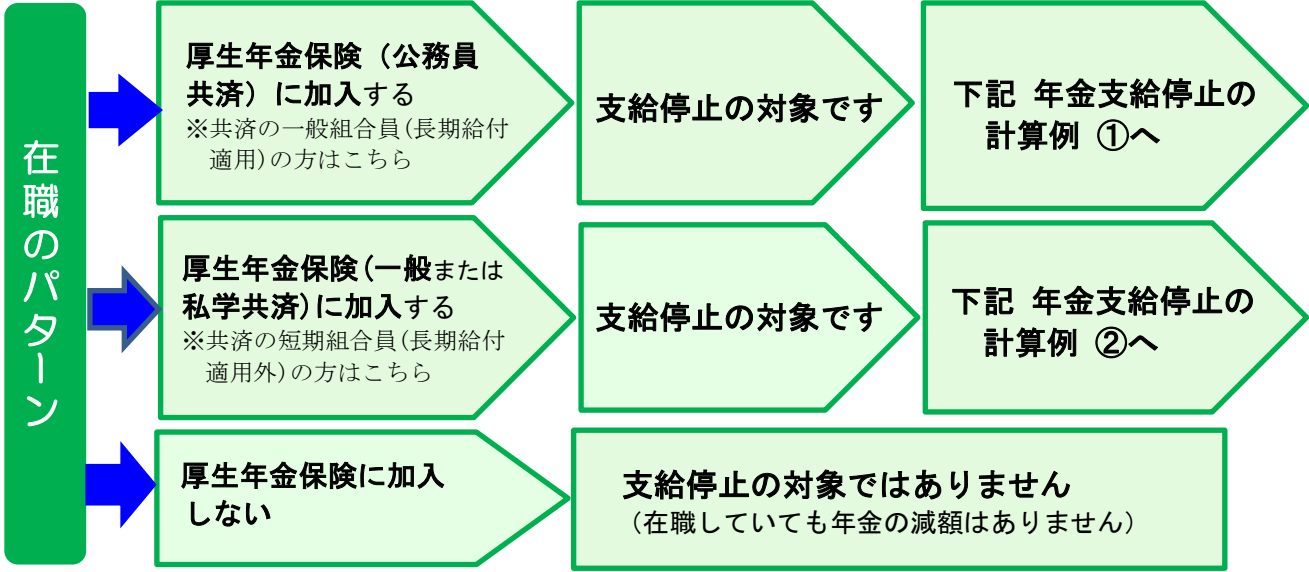 在職のパターン
厚生年金保険（公務員
共済）に加入する
※共済の一般組合員(長期給付
適用)の方はこちら
支給停止の対象です
下記 年金支給停止の
計算例 ①へ
厚生年金保険(一般または
私学共済)に加入する
※共済の短期組合員(長期給付
適用外)の方はこちら
支給停止の対象です
下記 年金支給停止の
計算例 ②へ
厚生年金保険に加入
しない
支給停止の対象ではありません
（在職していても年金の減額はありません）